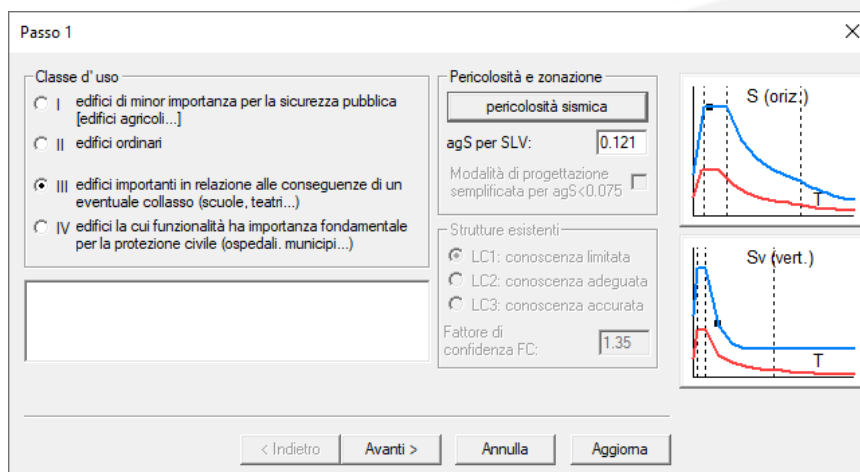 Passo 1
Classe d' uso
I edifici di minor importanza per la sicurezza pubblica
[edifici agricoli...]
II edifici ordinari
III edifici importanti in relazione alle conseguenze di un
eventuale collasso (scuole, teatri...)
IV edifici la cui funzionalità ha importanza fondamentale
per la protezione civile (ospedali. municipi...)
Pericolosità e zonazione
pericolosità sismica
agS per SLV: 0.121
Modalità di progettazione
semplificata per agS<0.075
Strutture esistenti
LC1: conoscenza limitata
LC2: conoscenza adeguata
LC3: conoscenza accurata
Fattore di
confidenza FC: 1.35
S (oriz.)
T
Sv (vert.)
T
< Indietro
Avanti >
Annulla
Aggiorna